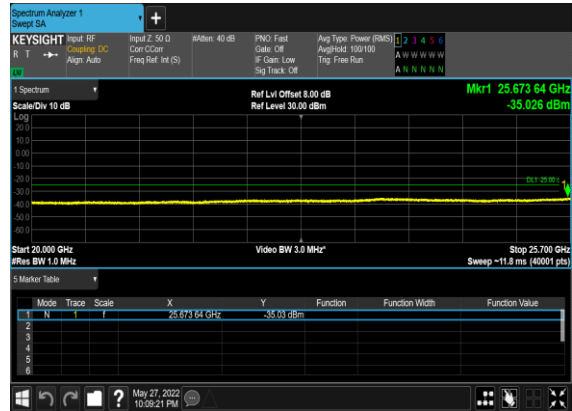 Spectrum Analyzer 1
Swept SA
KEYSIGHT Input: RF Input Z: 50 Ω #Atten: 40 dB PNO: Fast Avg Type: Power (RMS) 1 2 3 4 5 6
R T Coupling: DC Corr CCorr Gate: Off Avg|Hold: 100/100 A W W W W W
Align: Auto Freq Ref: Int (S) IF Gain: Low Trig: Free Run
Sig Track: Off A N N N N N
1 Spectrum Ref Lvl Offset 8.00 dB Mkr1 25.673 64 GHz
Scale/Div 10 dB Ref Level 30.00 dBm -35.026 dBm
Log
20.0
10.0
0.00
-10.0
-20.0
DL1 -25.00
-30.0 1
-40.0
-50.0
-60.0
Start 20.000 GHz Video BW 3.0 MHz* Stop 25.700 GHz
#Res BW 1.0 MHz Sweep ~11.8 ms (40001 pts)
5 Marker Table
Mode Trace Scale X Y Function Function Width Function Value
1 N 1 f 25.673 64 GHz -35.03 dBm
2
3
4
5
6
? May 27, 2022
10:09:21 PM